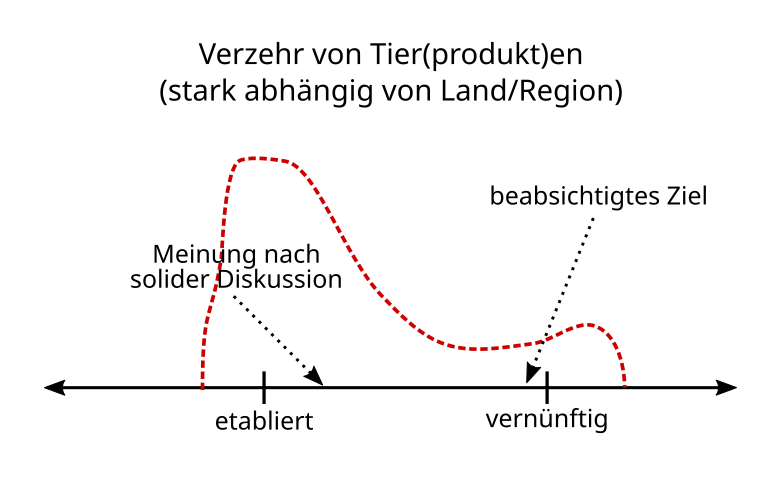 Verzehr von Tier(produkt)en
(stark abhängig von Land/Region)
beabsichtigtes Ziel
Meinung nach
solider Diskussion
etabliert
vernünftig